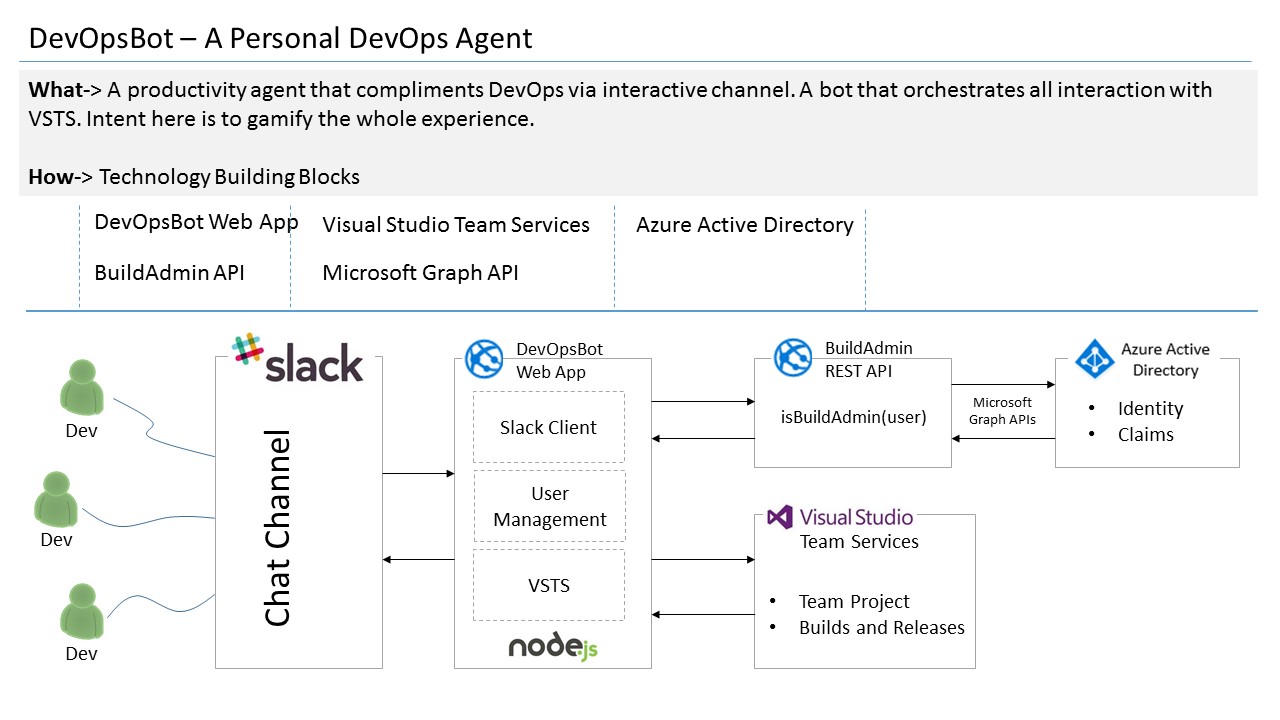 DevOpsBot – A Personal DevOps Agent
What-> A productivity agent that compliments DevOps via interactive channel. A bot that orchestrates all interaction with
VSTS. Intent here is to gamify the whole experience.
How-> Technology Building Blocks
DevOpsBot Web App
Visual Studio Team Services
Azure Active Directory
BuildAdmin API
Microsoft Graph API
Dev
Dev
Dev
slack
Chat Channel
DevOpsBot
Web App
Slack Client
User
Management
VSTS
nodejs
BuildAdmin
REST API
isBuildAdmin(user)
Microsoft
Graph APIs
Azure Active
Directory
• Identity
• Claims
Visual Studio
Team Services
• Team Project
• Builds and Releases